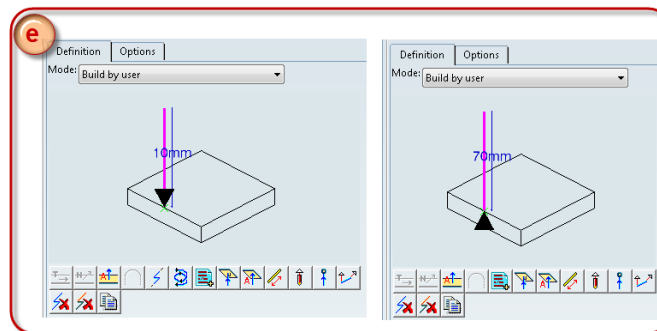 e
Definition Options
Mode: Build by user
10mm
Definition Options
Mode: Build by user
70mm